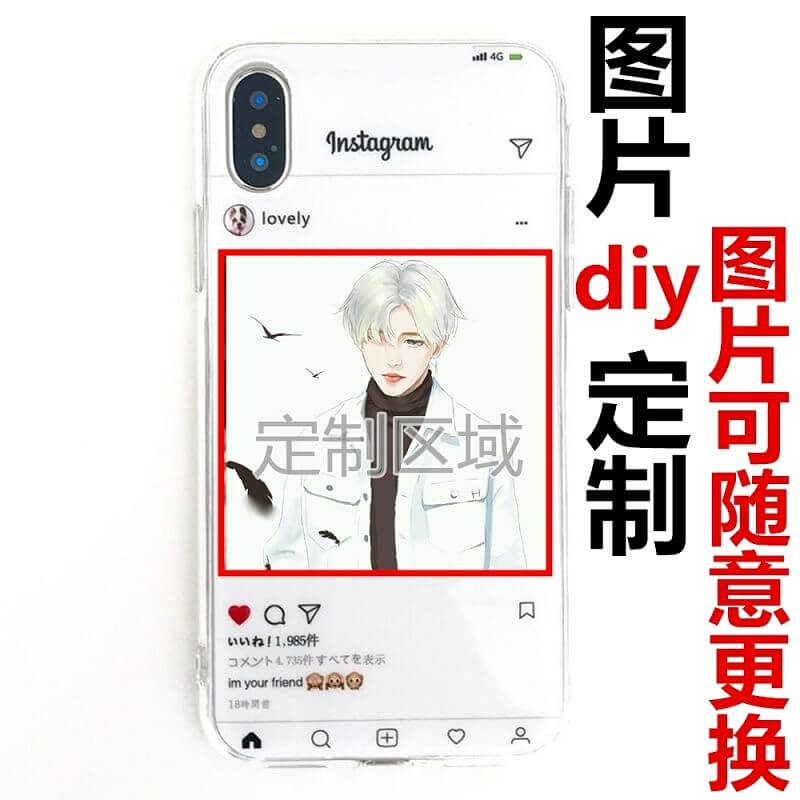 4G
Instagram
lovely
...
定制区域
いいね！1,985件
コメント4,735件すべてを表示
im your friend 🙈🙉🙊
18時間前
图片
diy
定制
图片可随意更换